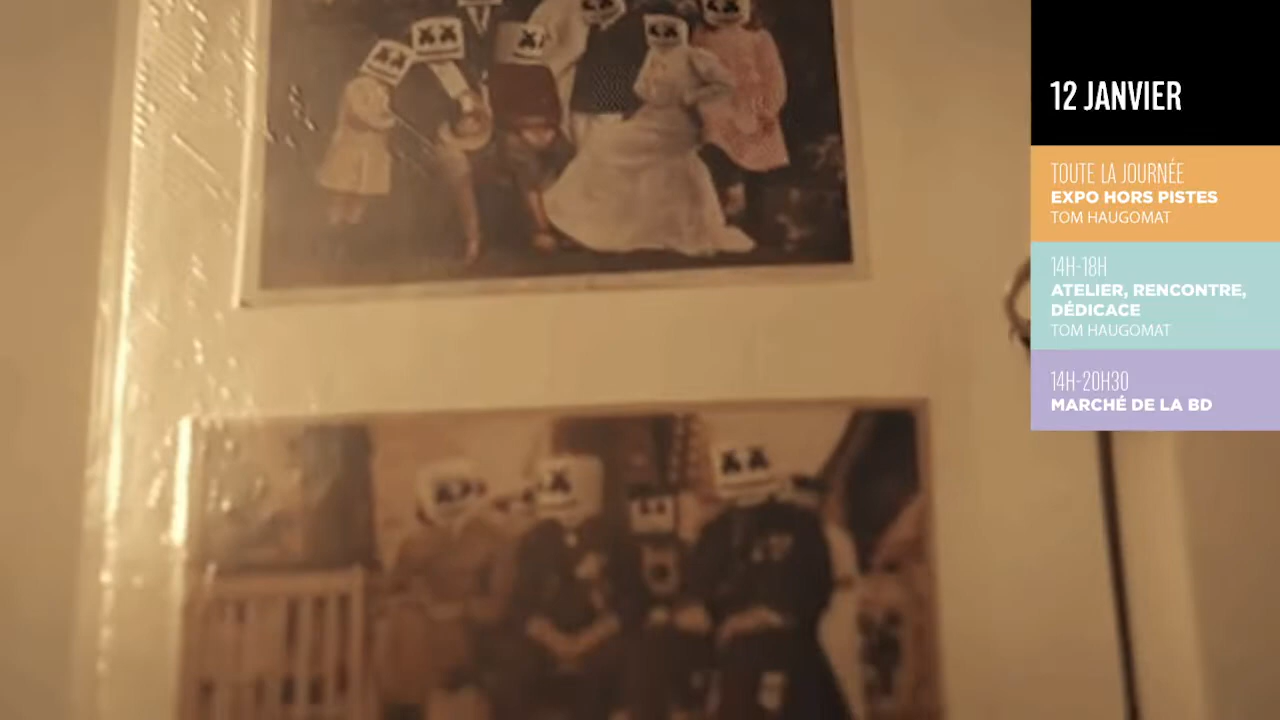 12 JANVIER
TOUTE LA JOURNÉE
EXPO HORS PISTES
TOM HAUGOMAT
14H-18H
ATELIER, RENCONTRE,
DÉDICACE
TOM HAUGOMAT
14H-20H30
MARCHÉ DE LA BD